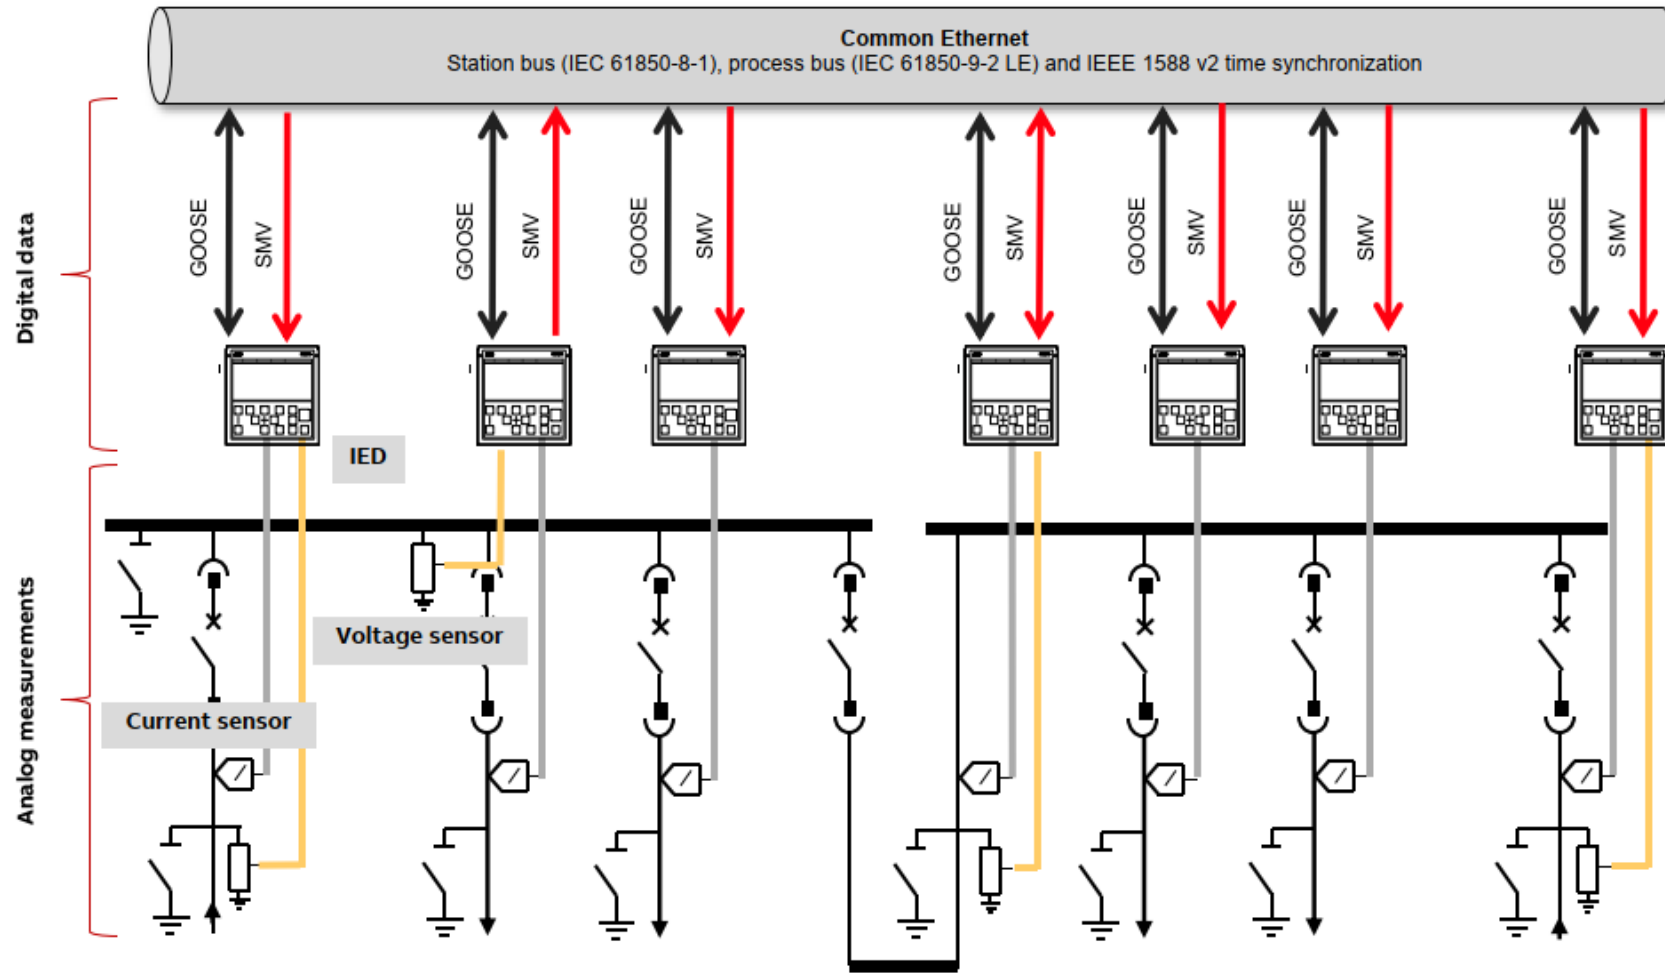 Common Ethernet
Station bus (IEC 61850-8-1), process bus (IEC 61850-9-2 LE) and IEEE 1588 v2 time synchronization
Digital data
GOOSE
SMV
GOOSE
SMV
GOOSE
SMV
GOOSE
SMV
GOOSE
SMV
GOOSE
SMV
GOOSE
SMV
IED
Analog measurements
Voltage sensor
Current sensor